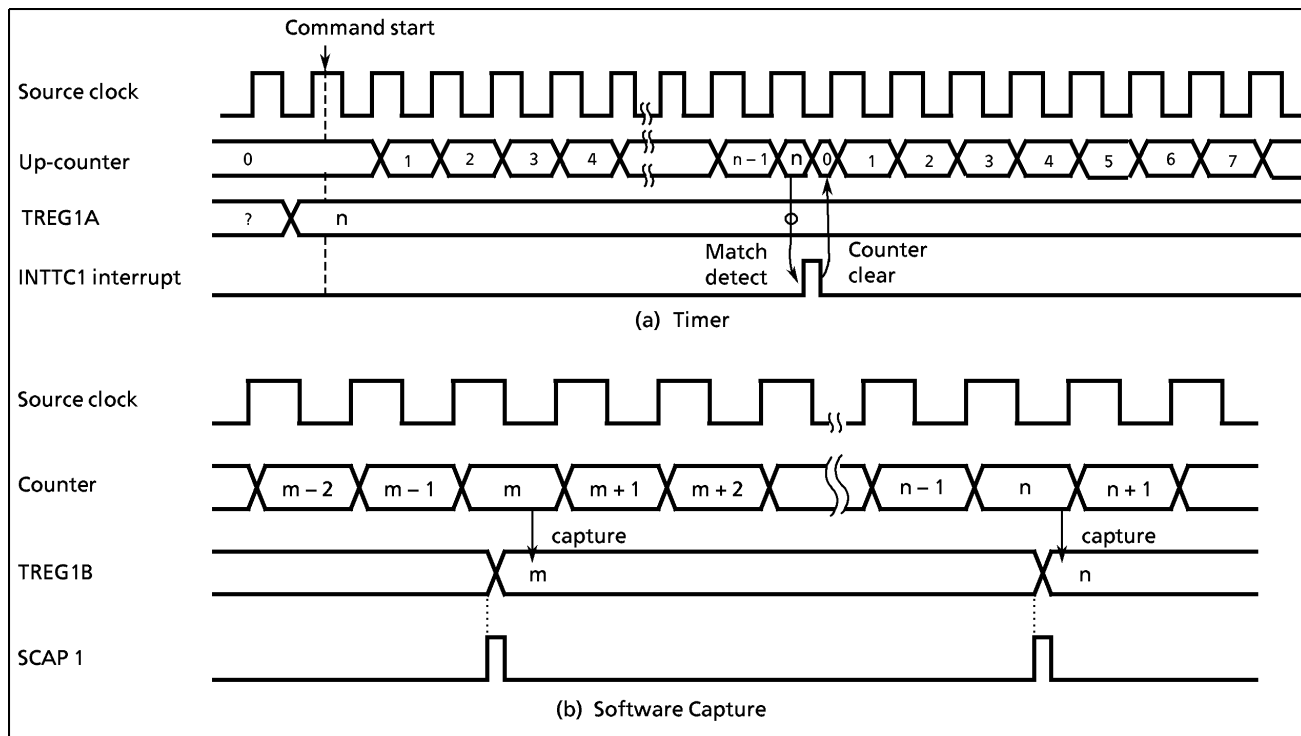 Command start
Source clock
Up-counter 0 1 2 3 4 n – 1 n 0 1 2 3 4 5 6 7
TREG1A ? n
Match detect
Counter clear
INTTC1 interrupt
(a) Timer
Source clock
Counter m – 2 m – 1 m m + 1 m + 2 n – 1 n n + 1
capture capture
TREG1B m n
SCAP 1
(b) Software Capture